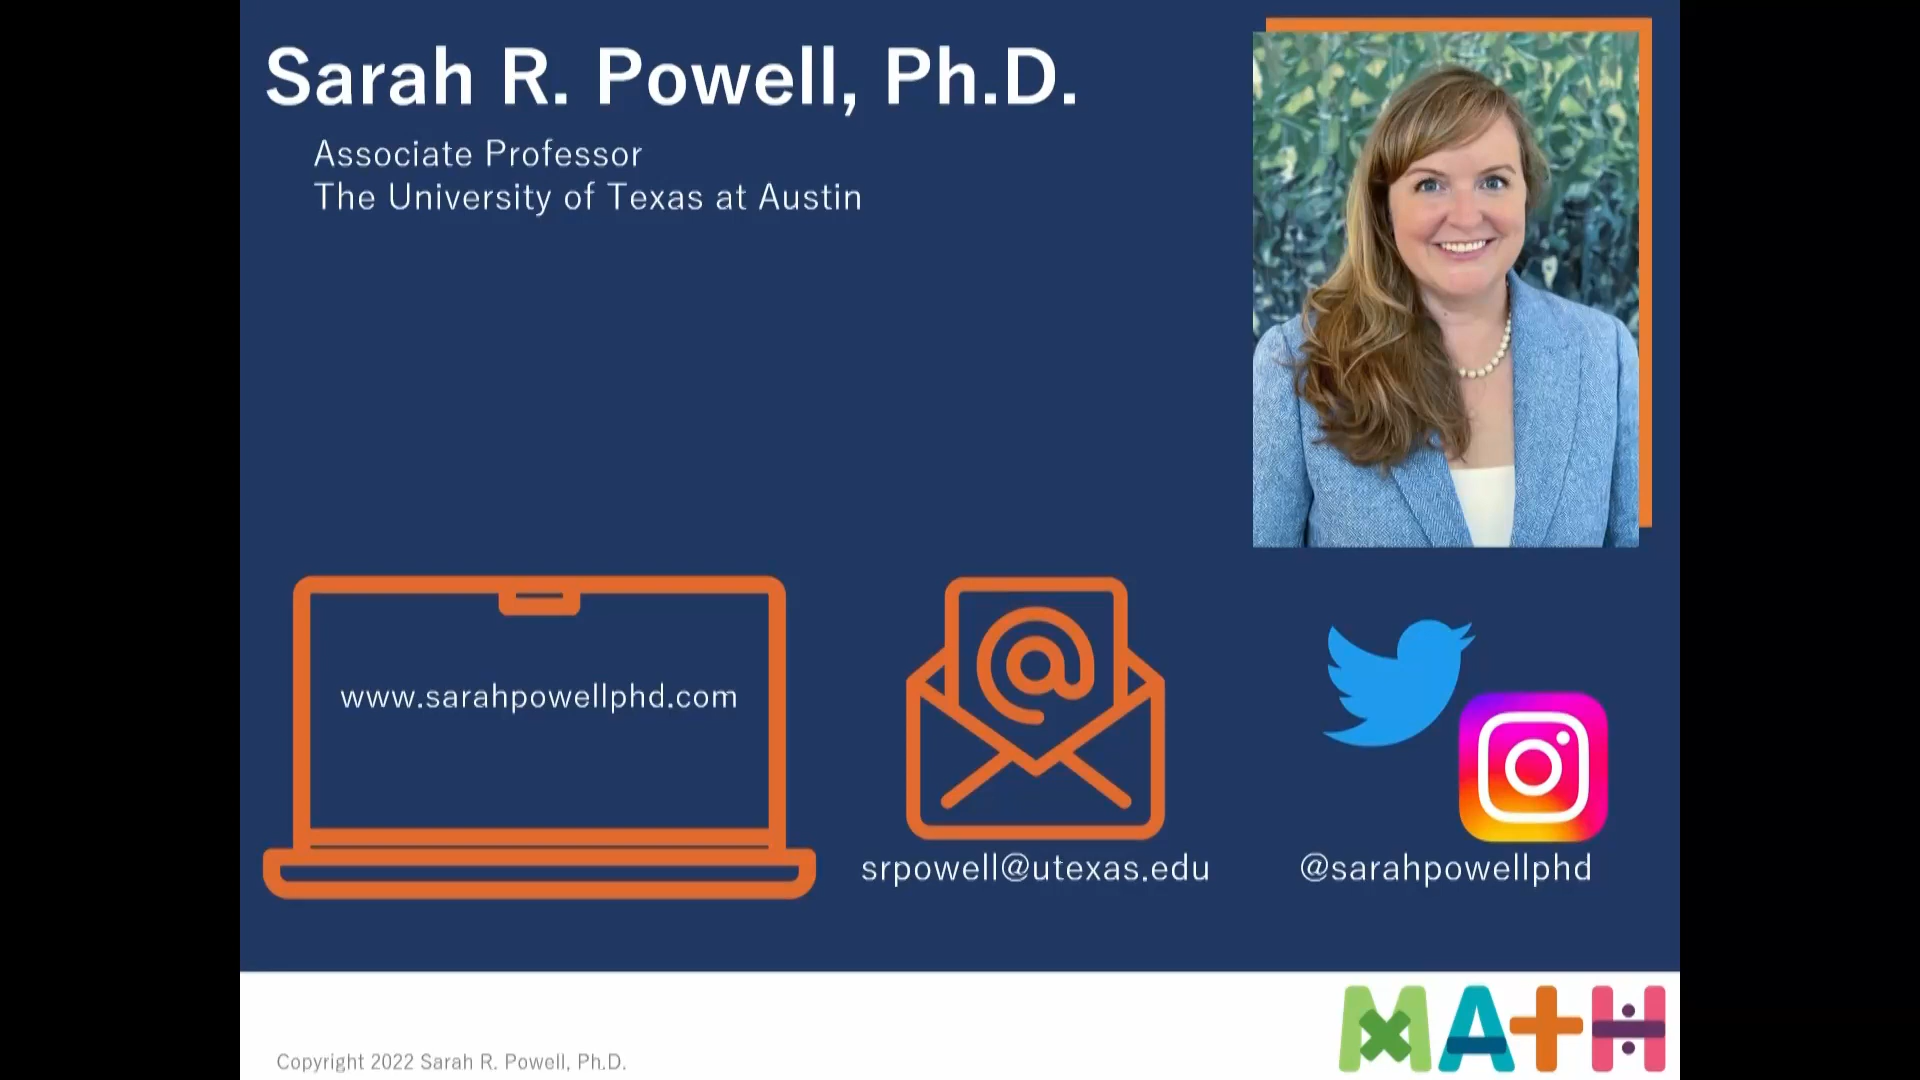 Sarah R. Powell, Ph.D.
Associate Professor
The University of Texas at Austin
www.sarahpowellphd.com
srpowell@utexas.edu
@sarahpowellphd
Copyright 2022 Sarah R. Powell, Ph.D.
MATH